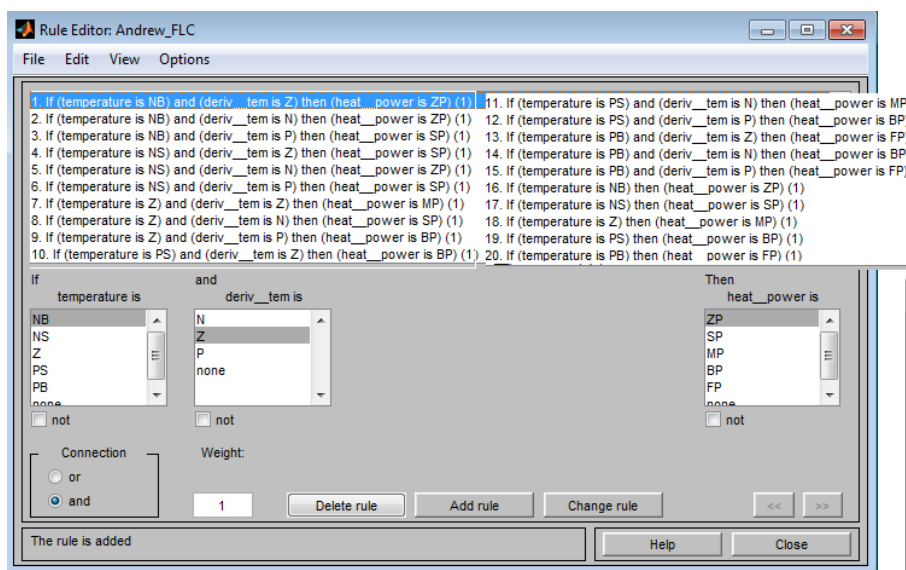 Rule Editor: Andrew_FLC
File Edit View Options
1. If (temperature is NB) and (deriv__tem is Z) then (heat__power is ZP) (1)
2. If (temperature is NB) and (deriv__tem is N) then (heat__power is ZP) (1)
3. If (temperature is NB) and (deriv__tem is P) then (heat__power is SP) (1)
4. If (temperature is NS) and (deriv__tem is Z) then (heat__power is SP) (1)
5. If (temperature is NS) and (deriv__tem is N) then (heat__power is ZP) (1)
6. If (temperature is NS) and (deriv__tem is P) then (heat__power is SP) (1)
7. If (temperature is Z) and (deriv__tem is Z) then (heat__power is MP) (1)
8. If (temperature is Z) and (deriv__tem is N) then (heat__power is SP) (1)
9. If (temperature is Z) and (deriv__tem is P) then (heat__power is BP) (1)
10. If (temperature is PS) and (deriv__tem is Z) then (heat__power is BP) (1)
11. If (temperature is PS) and (deriv__tem is N) then (heat__power is MP
12. If (temperature is PS) and (deriv__tem is P) then (heat__power is BP)
13. If (temperature is PB) and (deriv__tem is Z) then (heat__power is FP)
14. If (temperature is PB) and (deriv__tem is N) then (heat__power is BP
15. If (temperature is PB) and (deriv__tem is P) then (heat__power is FP)
16. If (temperature is NB) then (heat__power is ZP) (1)
17. If (temperature is NS) then (heat__power is SP) (1)
18. If (temperature is Z) then (heat__power is MP) (1)
19. If (temperature is PS) then (heat__power is BP) (1)
20. If (temperature is PB) then (heat__power is FP) (1)
If and Then
temperature is deriv__tem is heat__power is
NB N ZP
NS Z SP
Z P MP
PS none BP
PB FP
none none
not not not
Connection Weight:
or
and 1 Delete rule Add rule Change rule << >>
The rule is added Help Close